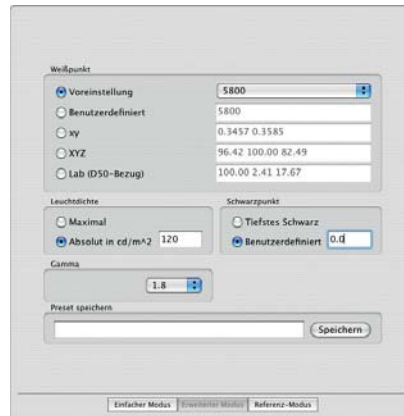 Weißpunkt
Voreinstellung 5800
Benutzerdefiniert 5800
xy 0.3457 0.3585
XYZ 96.42 100.00 82.49
Lab (D50-Bezug) 100.00 2.41 17.67
Leuchtdichte Schwarzpunkt
Maximal Tiefstes Schwarz
Absolut in cd/m^2 120 Benutzerdefiniert 0.0
Gamma
1.8
Preset speichern
Speichern
Einfacher Modus Erweiterter Modus Referenz-Modus